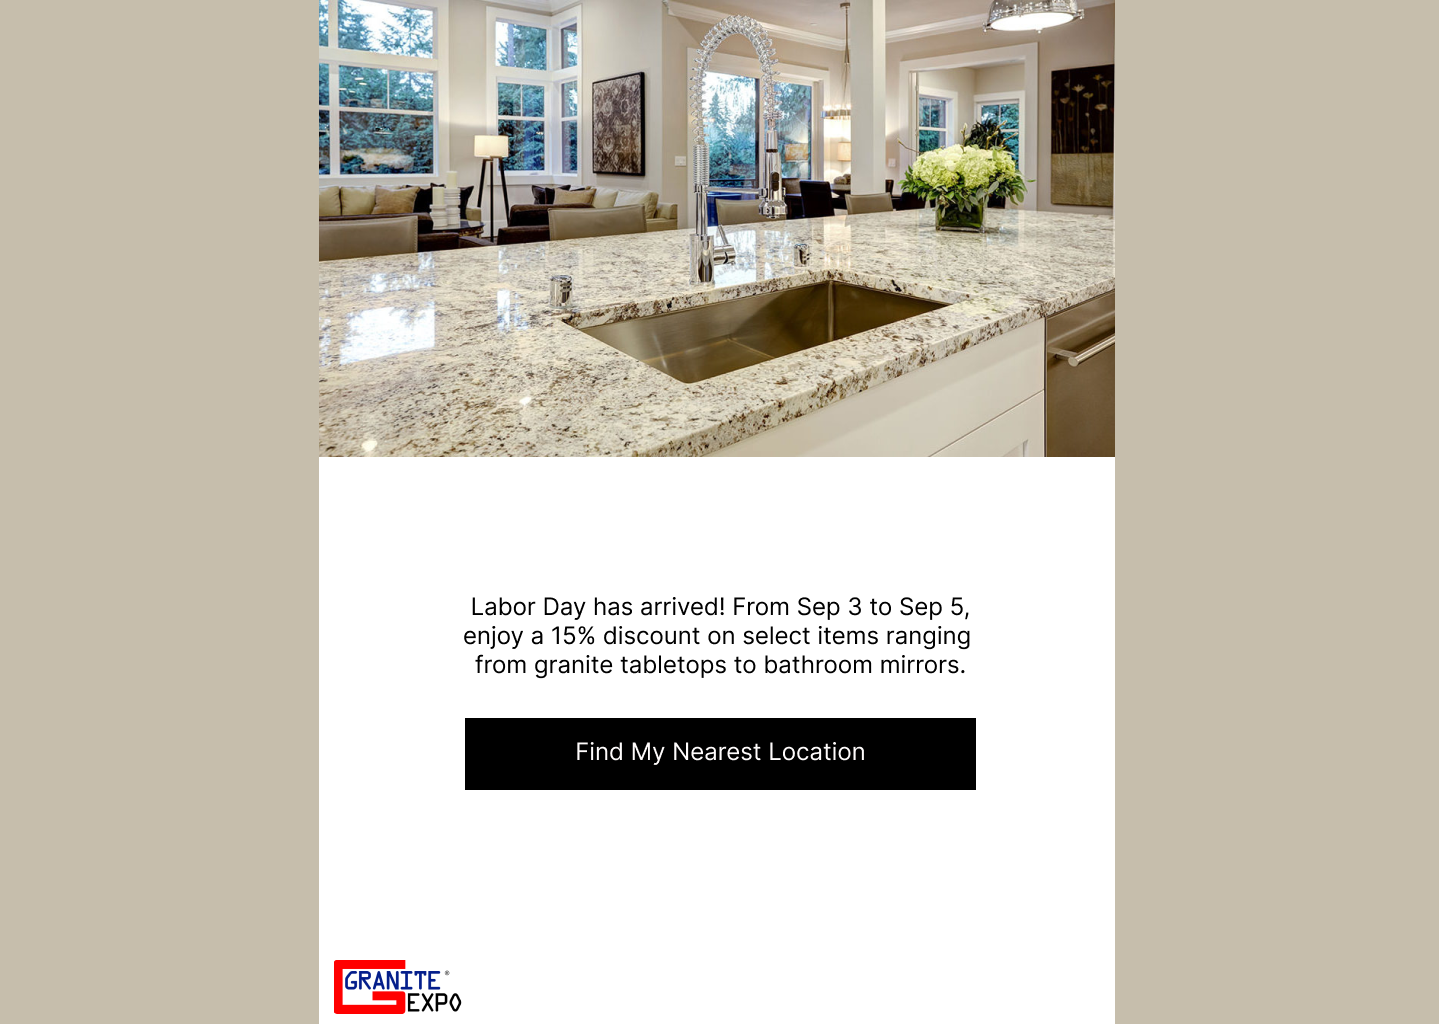 Labor Day has arrived! From Sep 3 to Sep 5,
enjoy a 15% discount on select items ranging
from granite tabletops to bathroom mirrors.
Find My Nearest Location
GRANITE®
EXPO